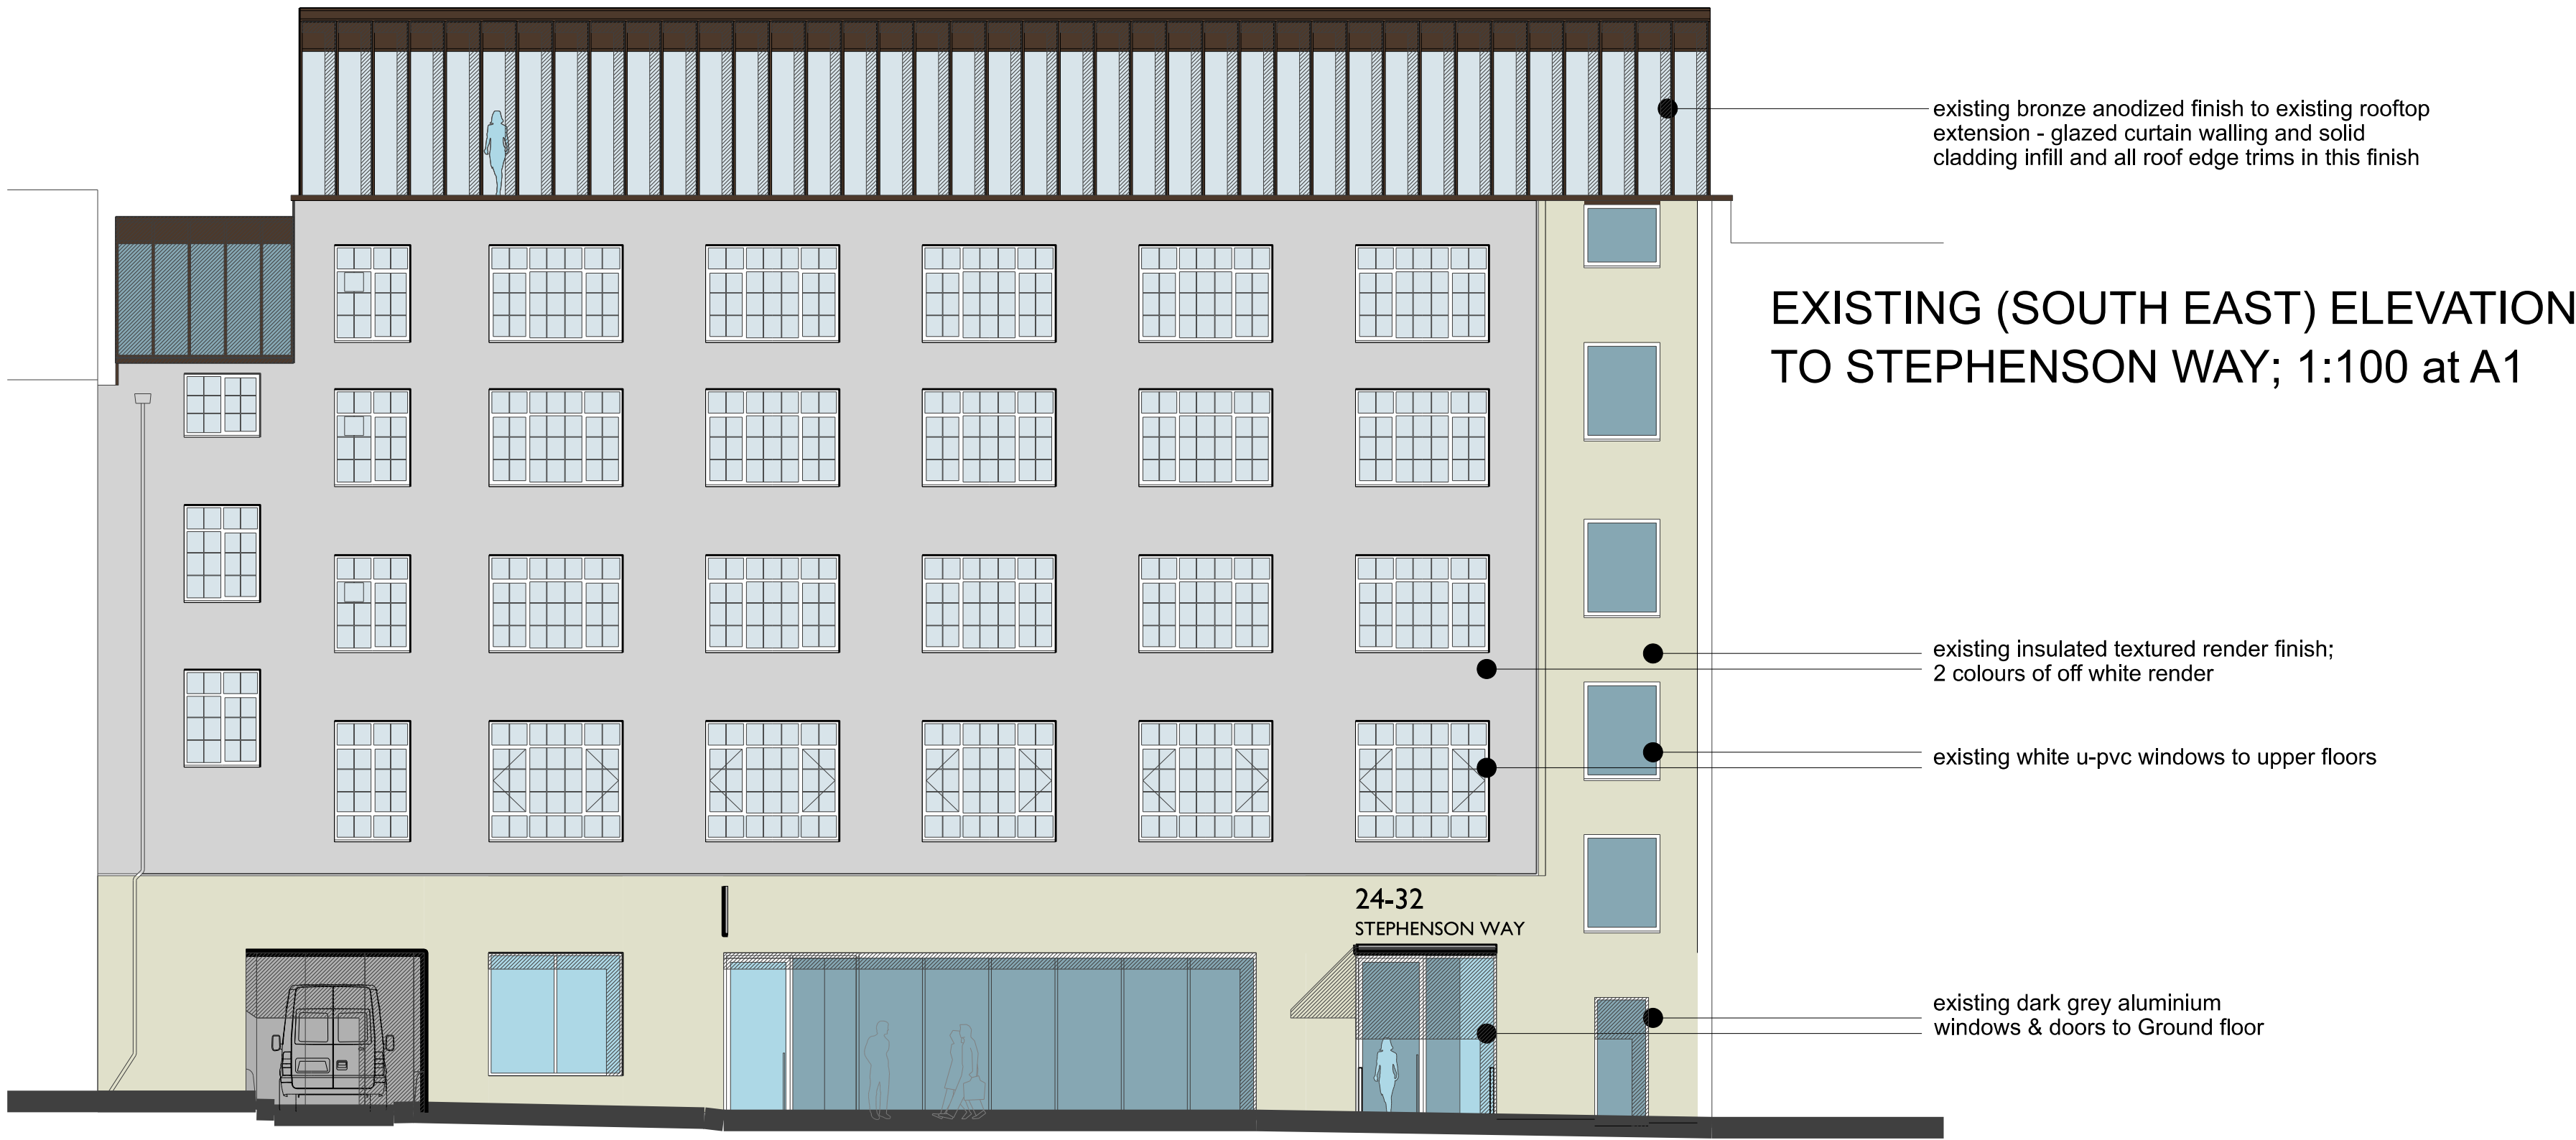 existing bronze anodized finish to existing rooftop
extension - glazed curtain walling and solid
cladding infill and all roof edge trims in this finish
EXISTING (SOUTH EAST) ELEVATION
TO STEPHENSON WAY; 1:100 at A1
existing insulated textured render finish;
2 colours of off white render
existing white u-pvc windows to upper floors
24-32
STEPHENSON WAY
existing dark grey aluminium
windows & doors to Ground floor